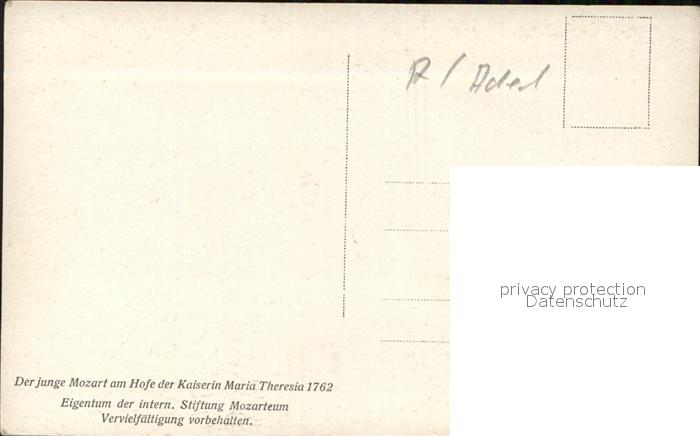 R / Adel
privacy protection
Datenschutz
Der junge Mozart am Hofe der Kaiserin Maria Theresia 1762
Eigentum der intern. Stiftung Mozarteum
Vervielfältigung vorbehalten.